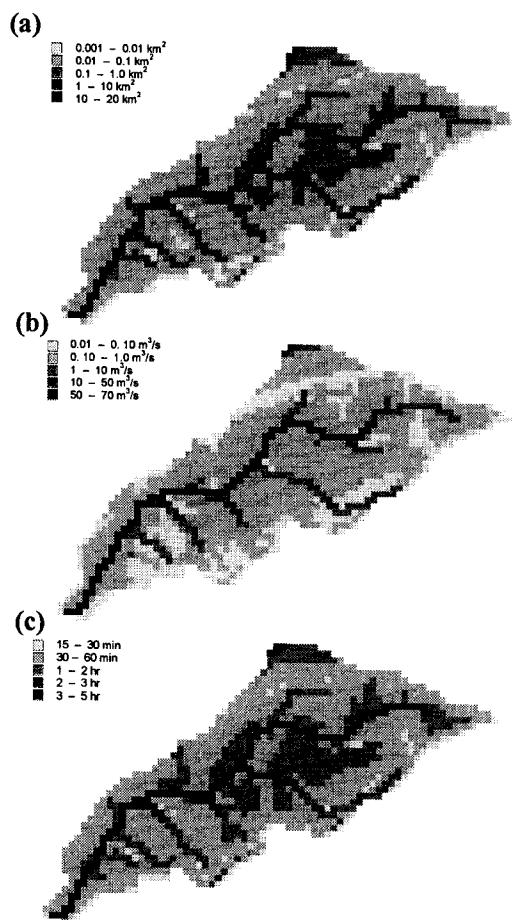 (a)
0.001 – 0.01 km²
0.01 – 0.1 km²
0.1 – 1.0 km²
1 – 10 km²
10 – 20 km²
(b)
0.01 – 0.10 m³/s
0.10 – 1.0 m³/s
1 – 10 m³/s
10 – 50 m³/s
50 – 70 m³/s
(c)
15 – 30 min
30 – 60 min
1 – 2 hr
2 – 3 hr
3 – 5 hr